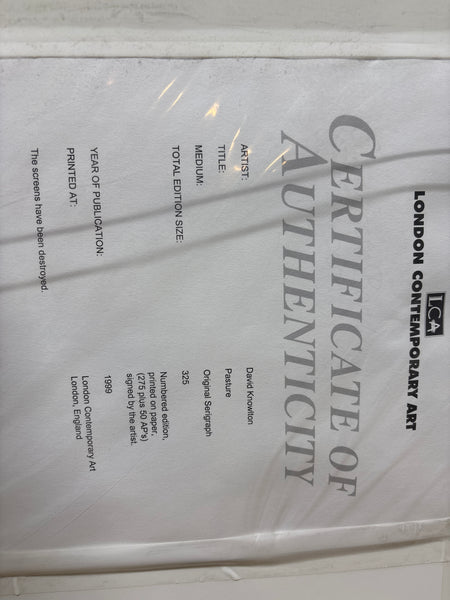 LCA
LONDON CONTEMPORARY ART
CERTIFICATE OF
AUTHENTICITY
ARTIST: David Knowlton
TITLE: Pasture
MEDIUM: Original Serigraph
TOTAL EDITION SIZE: 325
Numbered edition,
printed on paper,
(275 plus 50 AP's)
signed by the artist.
YEAR OF PUBLICATION: 1999
PRINTED AT: London Contemporary Art
London, England
The screens have been destroyed.